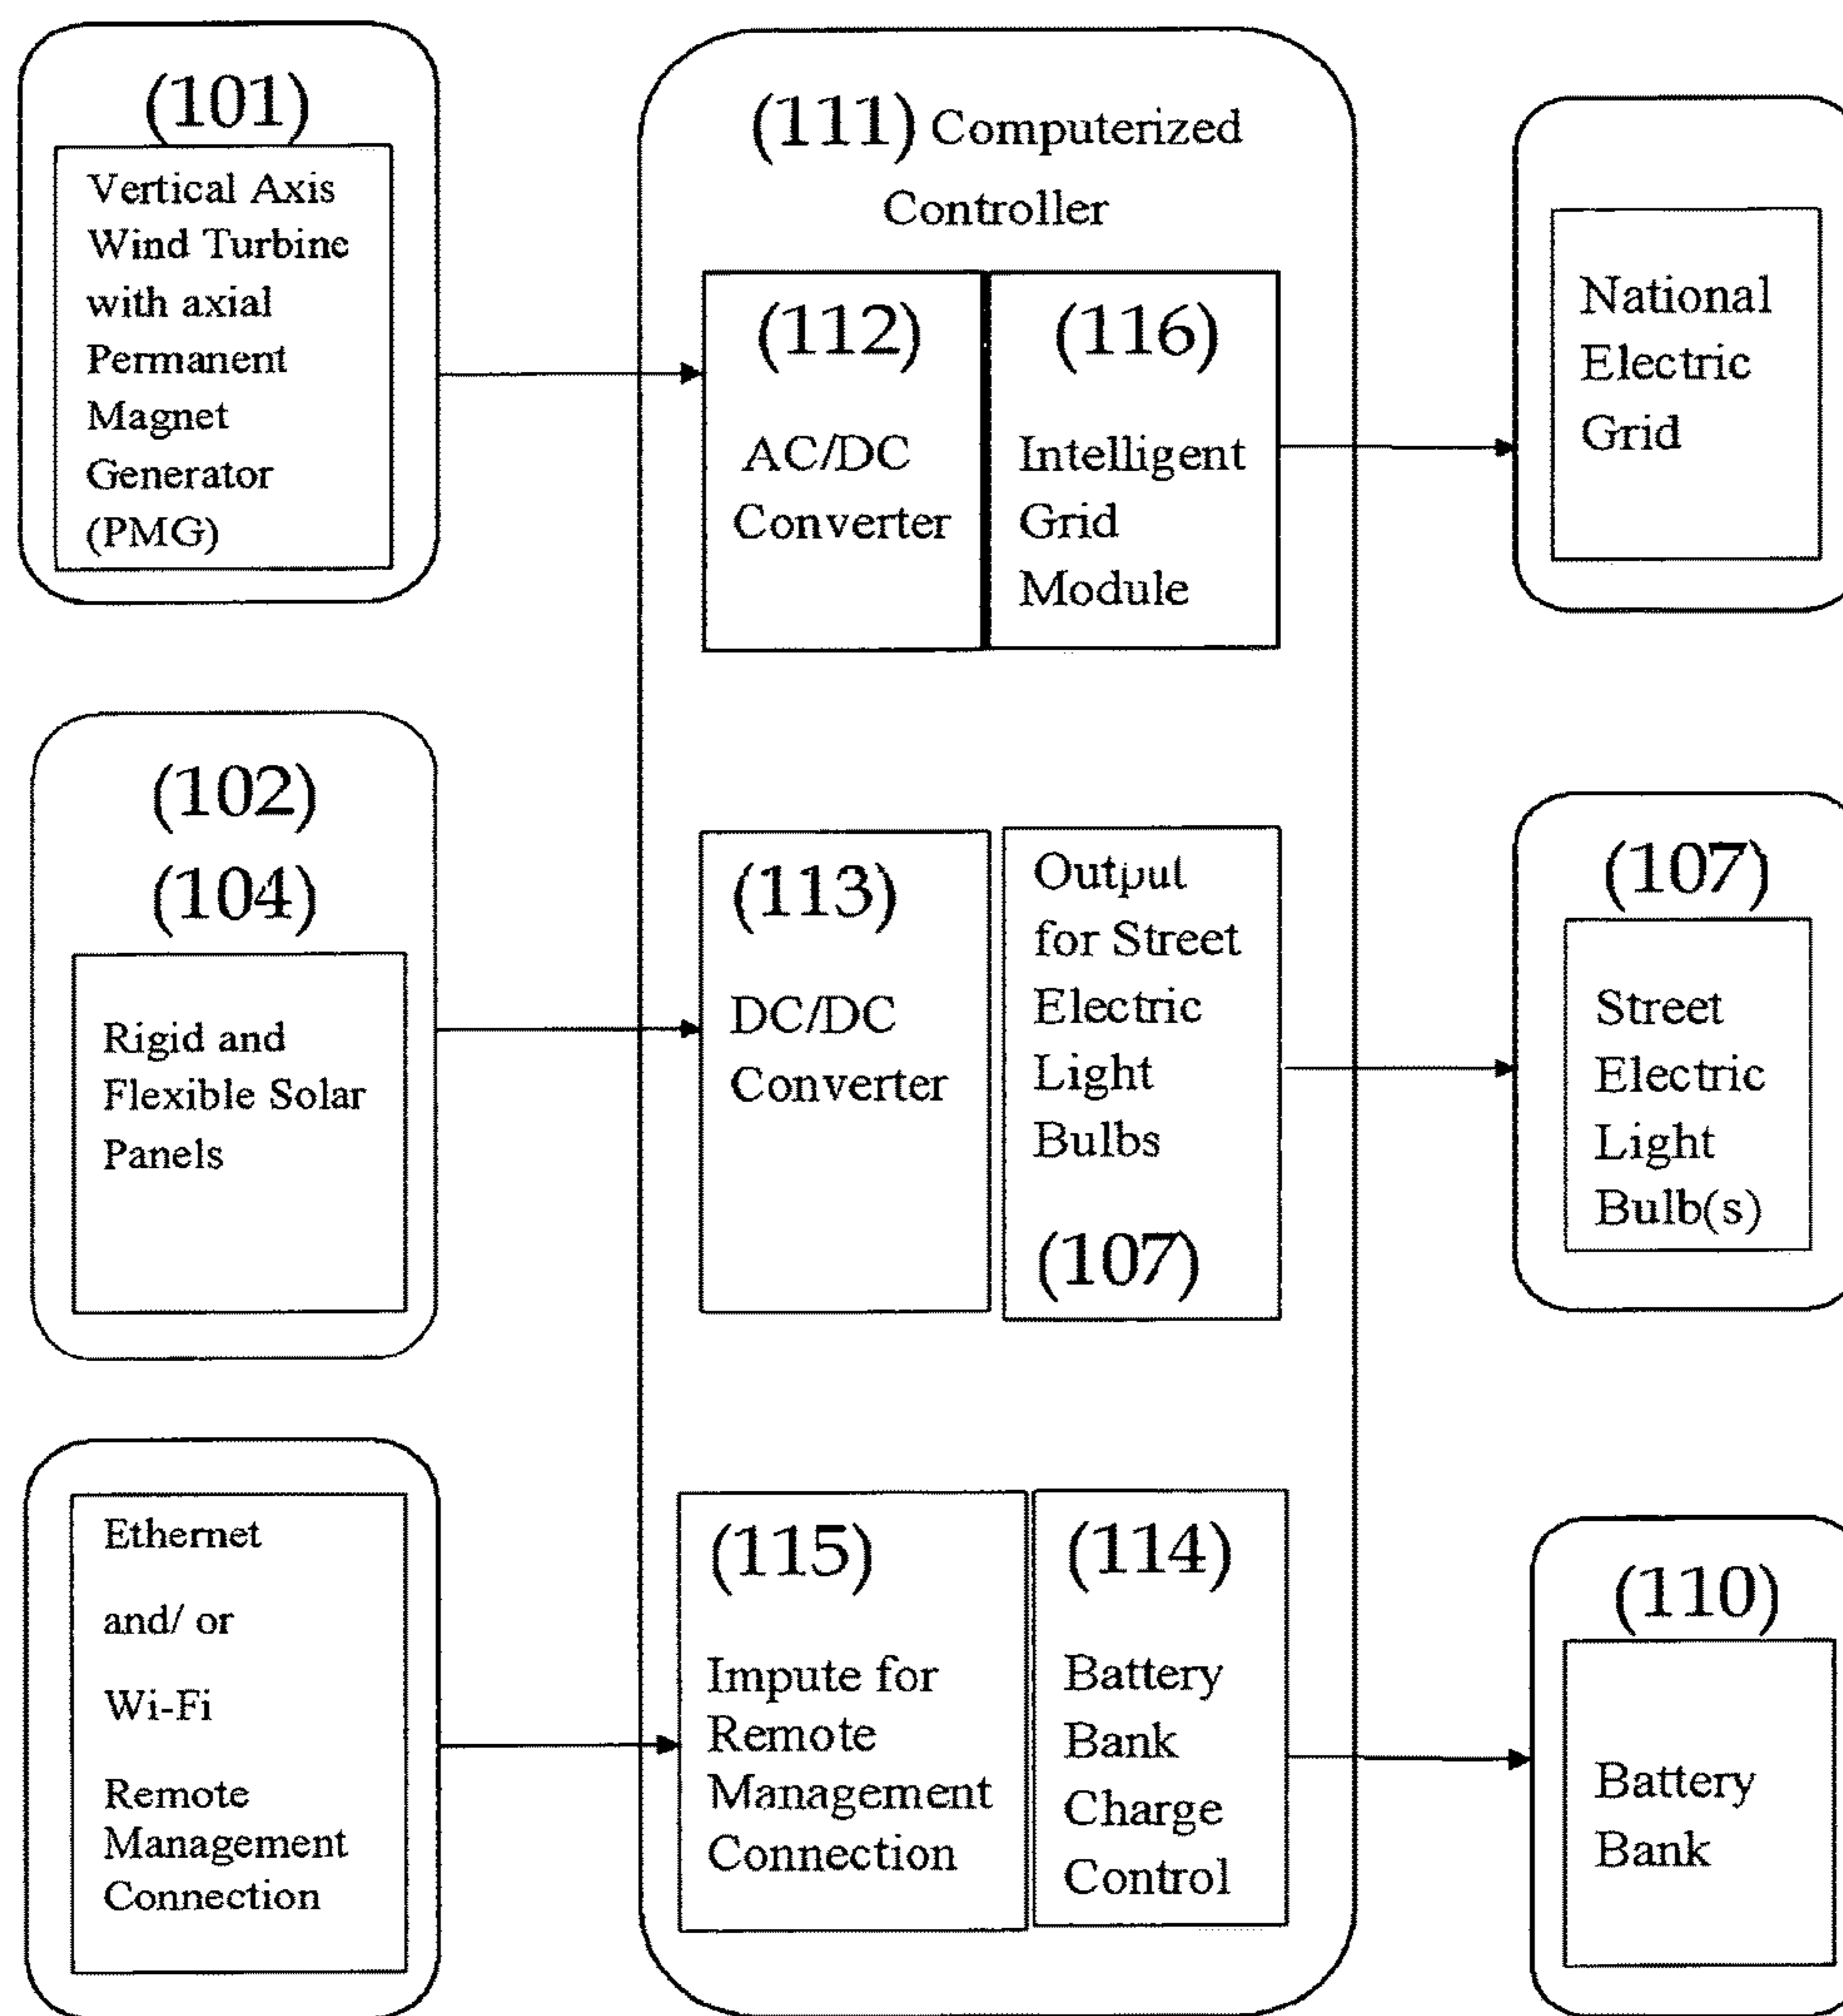 (101)
Vertical Axis
Wind Turbine
with axial
Permanent
Magnet
Generator
(PMG)
(102)
(104)
Rigid and
Flexible Solar
Panels
Ethernet
and/ or
Wi-Fi
Remote
Management
Connection
(111) Computerized
Controller
(112)
AC/DC
Converter
(116)
Intelligent
Grid
Module
(113)
DC/DC
Converter
Output
for Street
Electric
Light
Bulbs
(107)
(115)
Impute for
Remote
Management
Connection
(114)
Battery
Bank
Charge
Control
National
Electric
Grid
(107)
Street
Electric
Light
Bulb(s)
(110)
Battery
Bank